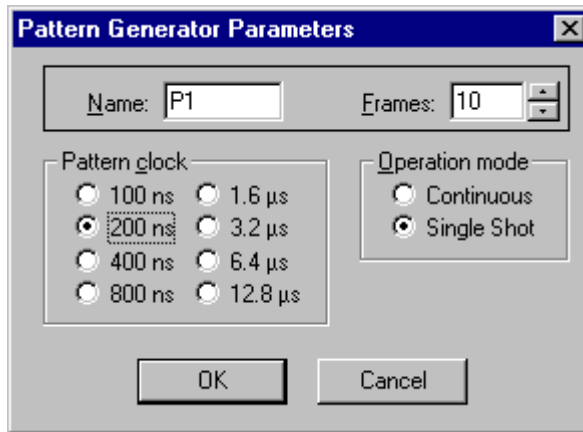 Pattern Generator Parameters
Name: P1 Frames: 10
Pattern clock
100 ns 1.6 µs
200 ns 3.2 µs
400 ns 6.4 µs
800 ns 12.8 µs
Operation mode
Continuous
Single Shot
OK Cancel